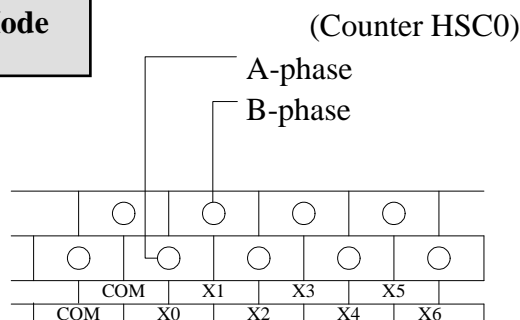 ode
(Counter HSC0)
A-phase
B-phase
COM X1 X3 X5
COM X0 X2 X4 X6